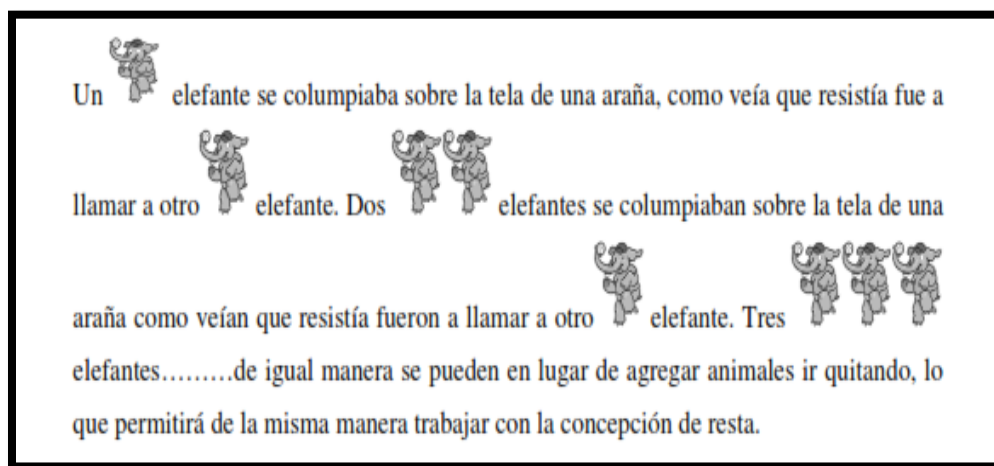 Un elefante se columpiaba sobre la tela de una araña, como veía que resistía fue a
llamar a otro elefante. Dos elefantes se columpiaban sobre la tela de una
araña como veían que resistía fueron a llamar a otro elefante. Tres
elefantes.........de igual manera se pueden en lugar de agregar animales ir quitando, lo
que permitirá de la misma manera trabajar con la concepción de resta.